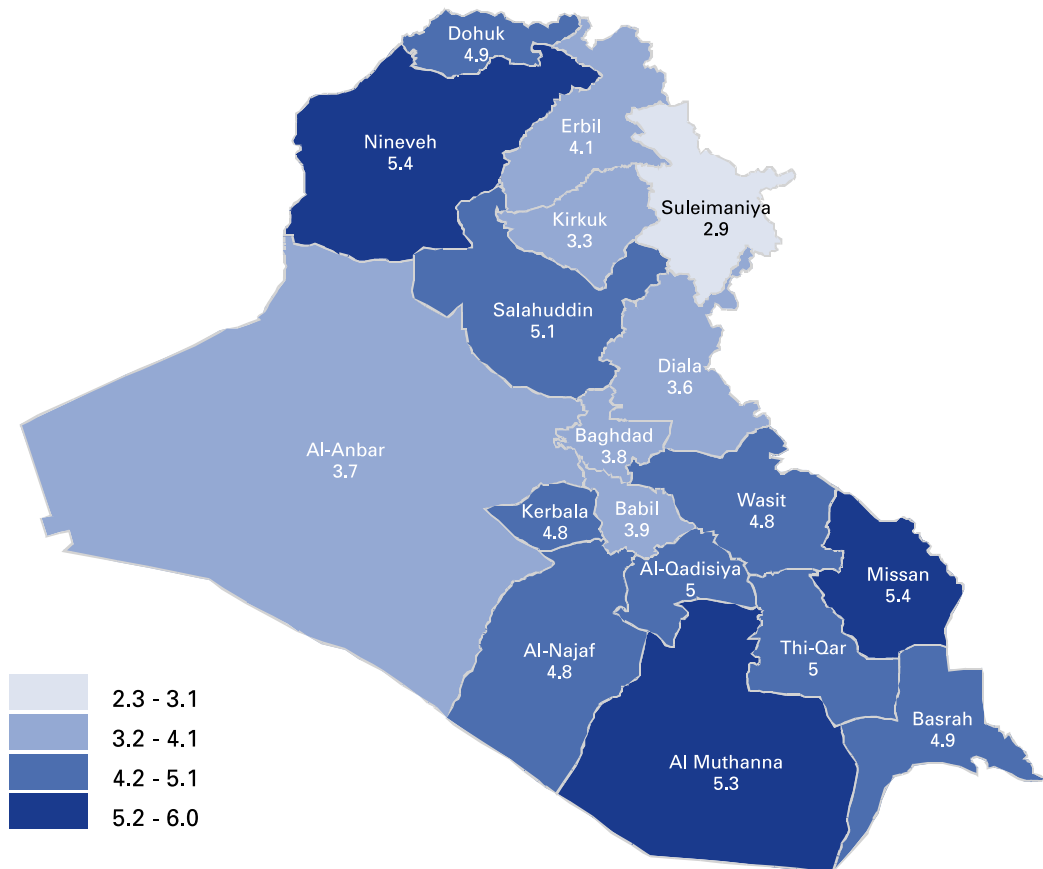 Dohuk
4.9
Nineveh
5.4
Erbil
4.1
Suleimaniya
2.9
Kirkuk
3.3
Salahuddin
5.1
Diala
3.6
Al-Anbar
3.7
Baghdad
3.8
Kerbala
4.8
Babil
3.9
Wasit
4.8
Al-Qadisiya
5
Missan
5.4
Al-Najaf
4.8
Thi-Qar
5
Basrah
4.9
Al Muthanna
5.3
2.3 - 3.1
3.2 - 4.1
4.2 - 5.1
5.2 - 6.0